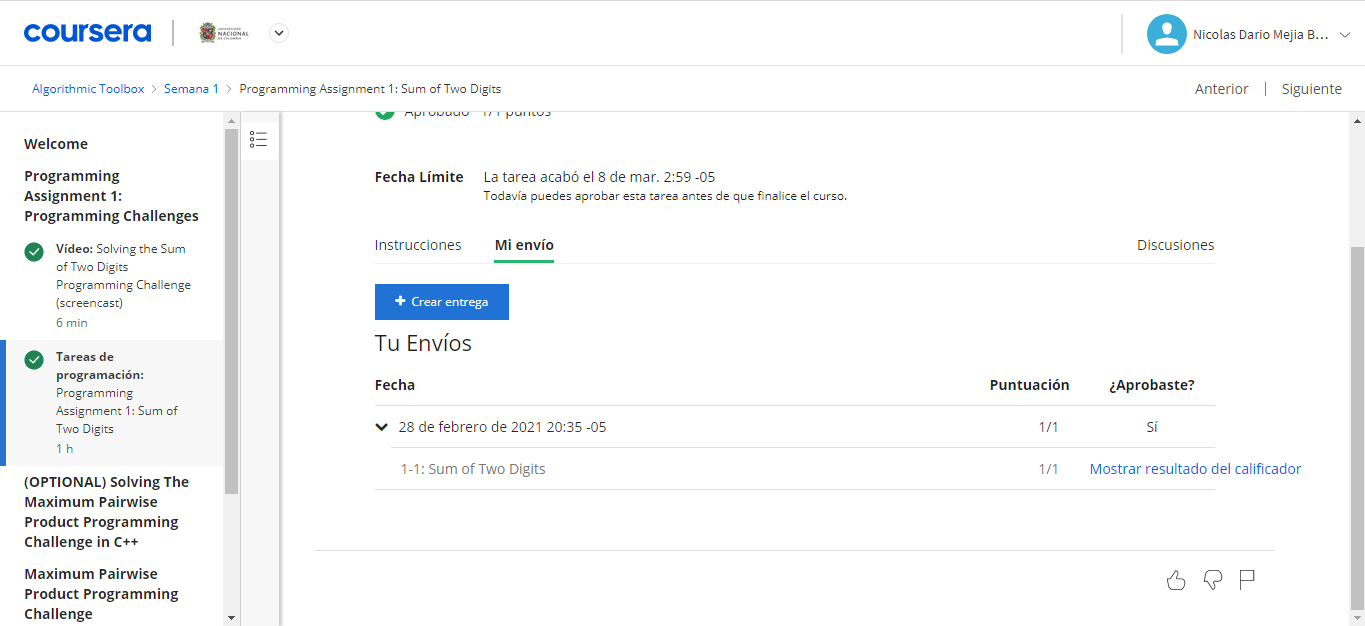 coursera
UNIVERSIDAD
NACIONAL
DE COLOMBIA
Nicolas Dario Mejia B...
Algorithmic Toolbox > Semana 1 > Programming Assignment 1: Sum of Two Digits
Anterior | Siguiente
Welcome
Programming
Assignment 1:
Programming Challenges
Vídeo: Solving the Sum
of Two Digits
Programming Challenge
(screencast)
6 min
Tareas de
programación:
Programming
Assignment 1: Sum of
Two Digits
1 h
(OPTIONAL) Solving The
Maximum Pairwise
Product Programming
Challenge in C++
Maximum Pairwise
Product Programming
Challenge
Aprobado 1/1 puntos
Fecha Límite La tarea acabó el 8 de mar. 2:59 -05
Todavía puedes aprobar esta tarea antes de que finalice el curso.
Instrucciones Mi envío Discusiones
+ Crear entrega
Tu Envíos
Fecha Puntuación ¿Aprobaste?
28 de febrero de 2021 20:35 -05 1/1 Sí
1-1: Sum of Two Digits 1/1 Mostrar resultado del calificador